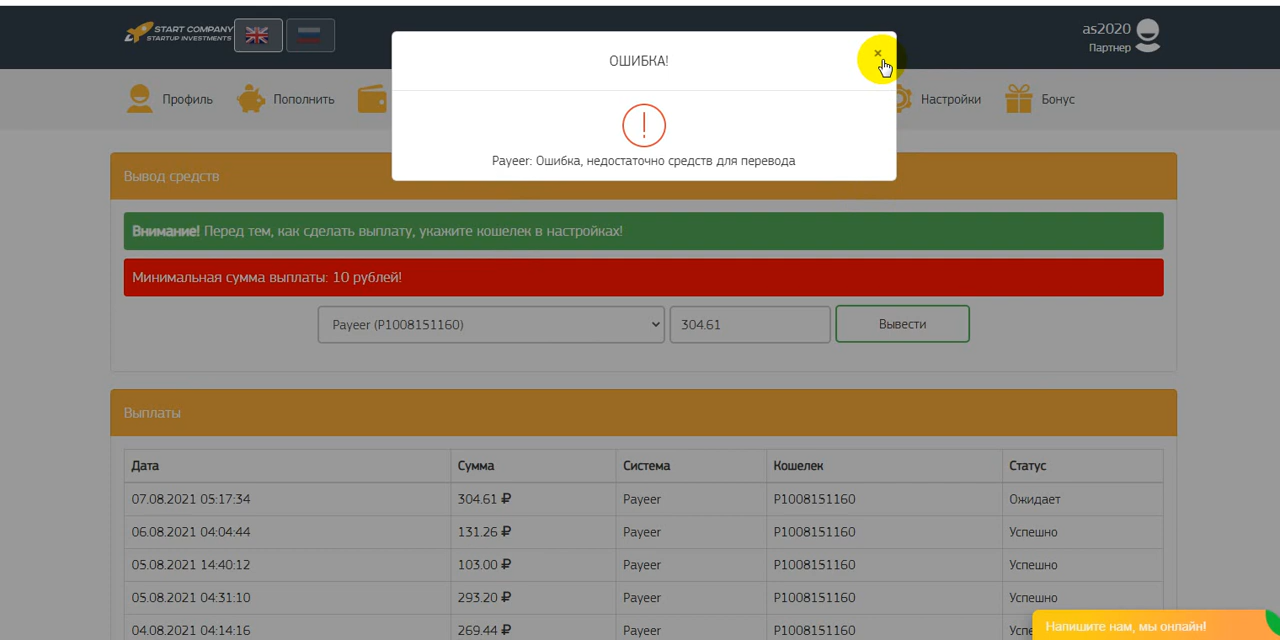 START COMPANY
STARTUP INVESTMENTS
as2020
Партнер
ОШИБКА!
×
Payeer: Ошибка, недостаточно средств для перевода
Профиль
Пополнить
Настройки
Бонус
Вывод средств
Внимание! Перед тем, как сделать выплату, укажите кошелек в настройках!
Минимальная сумма выплаты: 10 рублей!
Payeer (P1008151160) 304.61 Вывести
Выплаты
Дата Сумма Система Кошелек Статус
07.08.2021 05:17:34 304.61 ₽ Payeer P1008151160 Ожидает
06.08.2021 04:04:44 131.26 ₽ Payeer P1008151160 Успешно
05.08.2021 14:40:12 103.00 ₽ Payeer P1008151160 Успешно
05.08.2021 04:31:10 293.20 ₽ Payeer P1008151160 Успешно
04.08.2021 04:14:16 269.44 ₽ Payeer P1008151160
Напишите нам, мы онлайн!